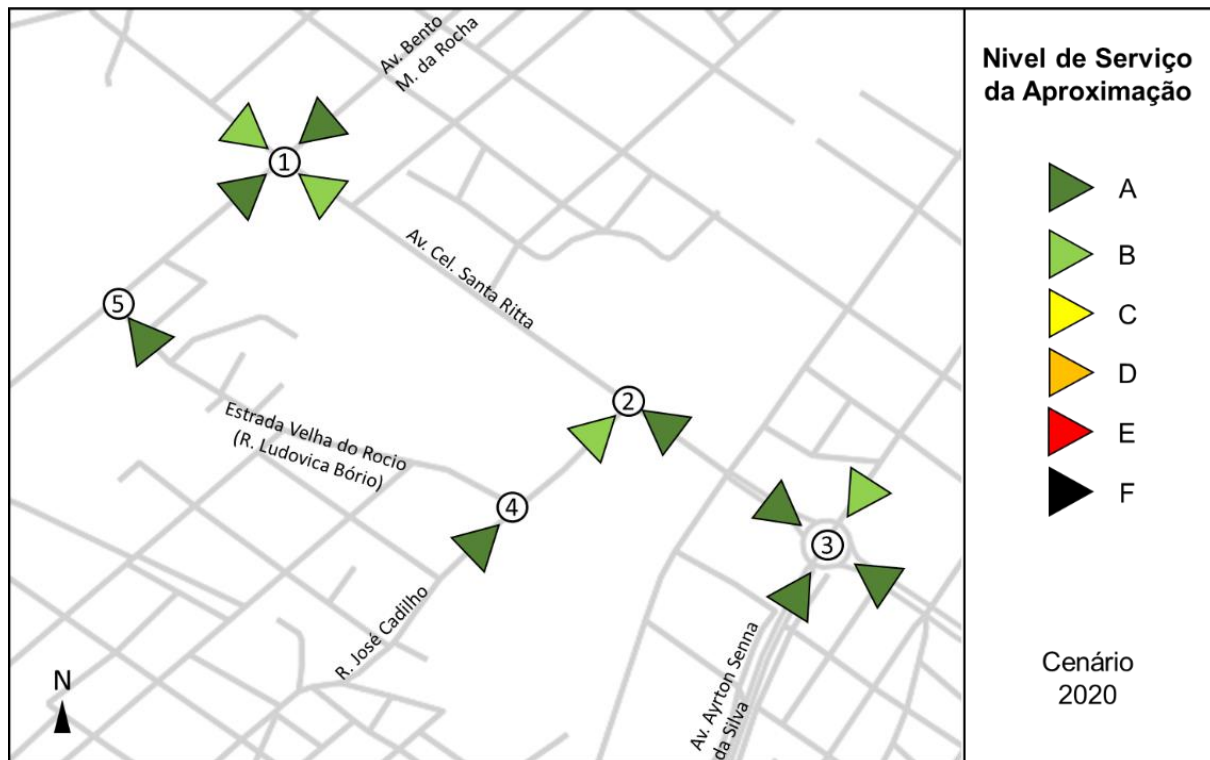 Av. Bento
M. da Rocha
1
Av. Cel. Santa Ritta
5
2
Estrada Velha do Rocio
(R. Ludovica Bório)
4
3
R. José Cadilho
Av. Ayrton Senna
da Silva
N
Nivel de Serviço
da Aproximação
A
B
C
D
E
F
Cenário
2020